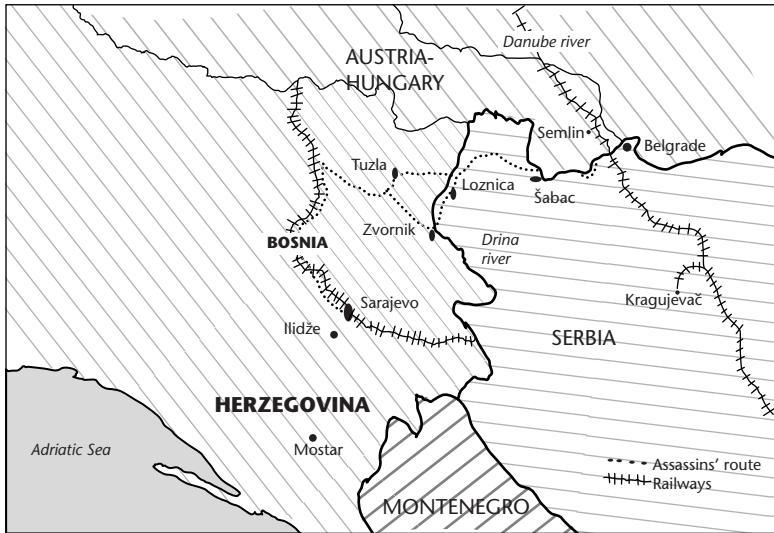 Danube river
AUSTRIA-
HUNGARY
Semlin
Belgrade
Tuzla
Loznica
Šabac
Zvornik
BOSNIA
Drina
river
Sarajevo
Kragujevač
Ilidže
SERBIA
HERZEGOVINA
Mostar
Adriatic Sea
Assassins’ route
Railways
MONTENEGRO